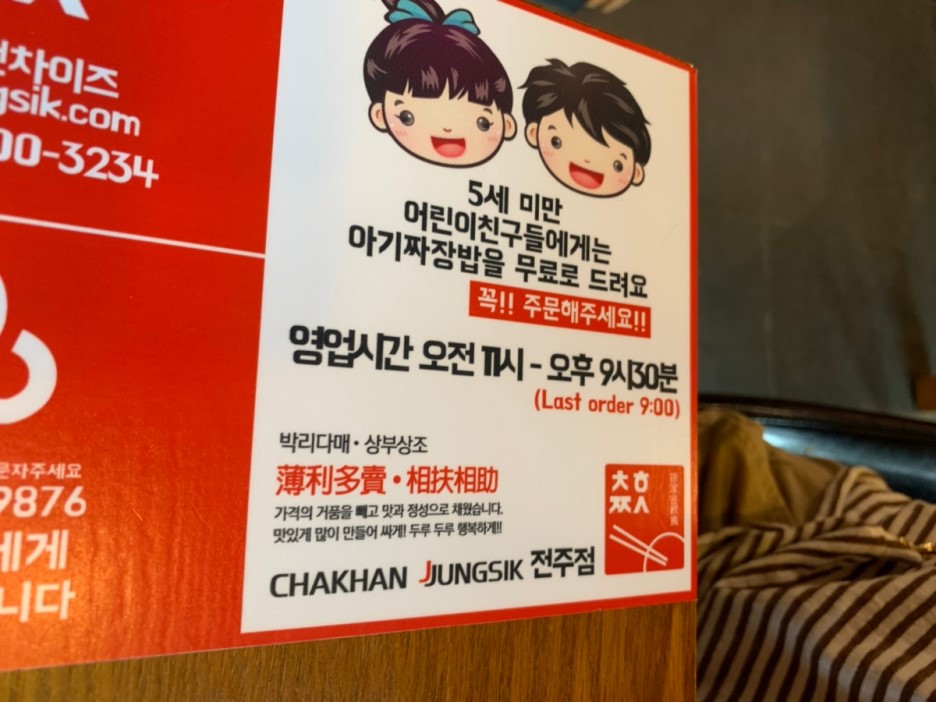 차이즈
gsik.com
00-3234
문자주세요
9876
에게
니다
5세 미만
어린이친구들에게는
아기짜장밥을 무료로 드려요
꼭!! 주문해주세요!!
영업시간 오전 11시 - 오후 9시30분
(Last order 9:00)
박리다매 · 상부상조
薄利多賣 · 相扶相助
가격의 거품을 빼고 맛과 정성으로 채웠습니다.
맛있게 많이 만들어 싸게! 두루 두루 행복하게!!
CHAKHAN JJUNGSIK 전주점